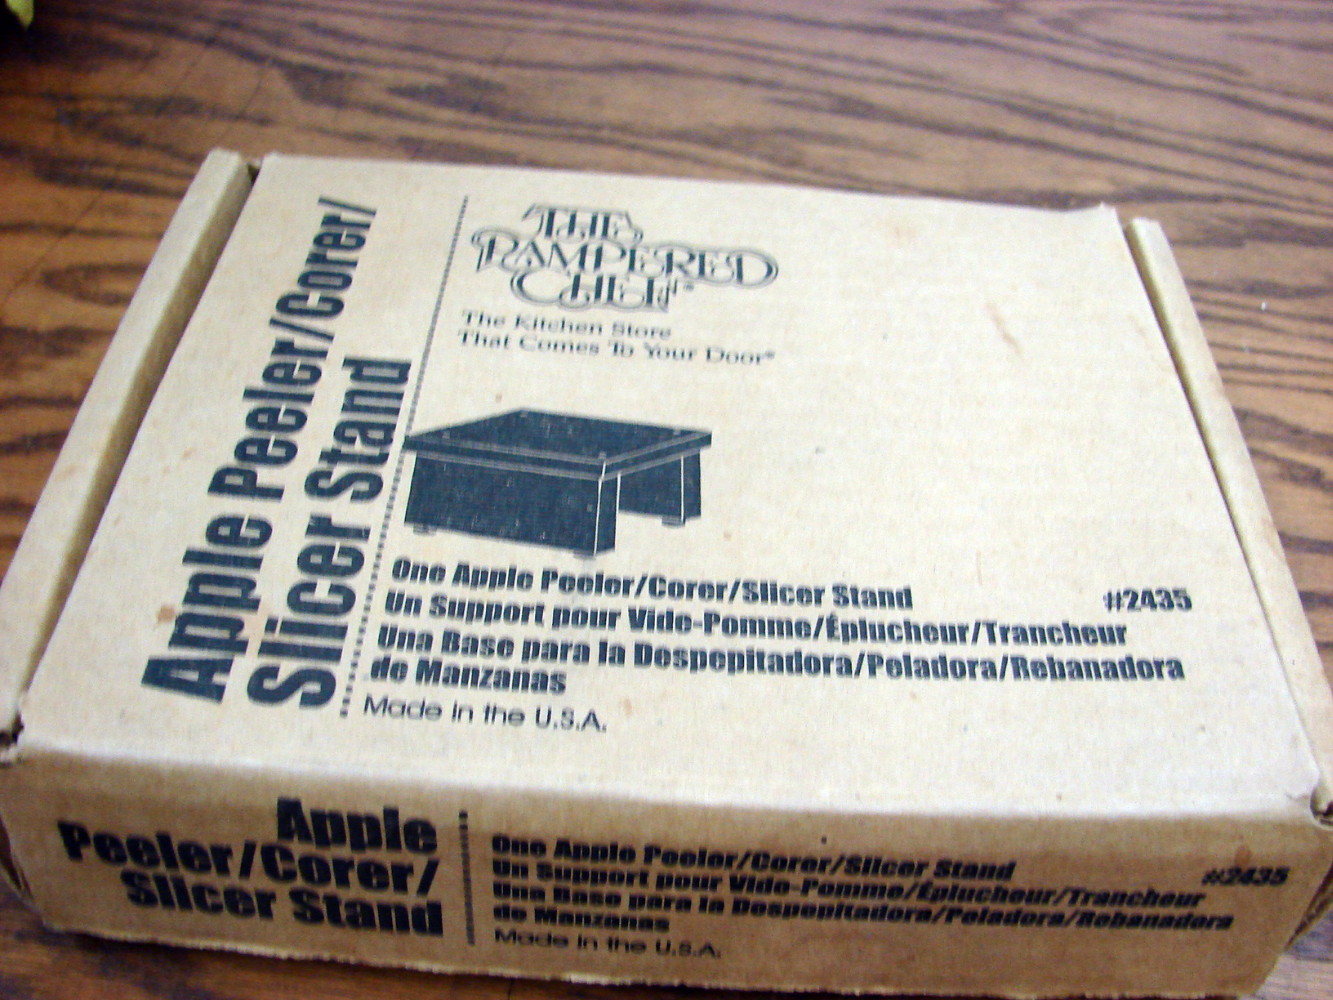 Apple Peeler/Corer/
Slicer Stand
THE
PAMPERED
CHEF®
The Kitchen Store
That Comes To Your Door®
One Apple Peeler/Corer/Slicer Stand #2435
Un Support pour Vide-Pomme/Éplucheur/Trancheur
Una Base para la Despepitadora/Peladora/Rebanadora
de Manzanas
Made in the U.S.A.
Apple
Peeler/Corer/
Slicer Stand
One Apple Peeler/Corer/Slicer Stand #2435
Un Support pour Vide-Pomme/Éplucheur/Trancheur
Una Base para la Despepitadora/Peladora/Rebanadora
de Manzanas
Made in the U.S.A.